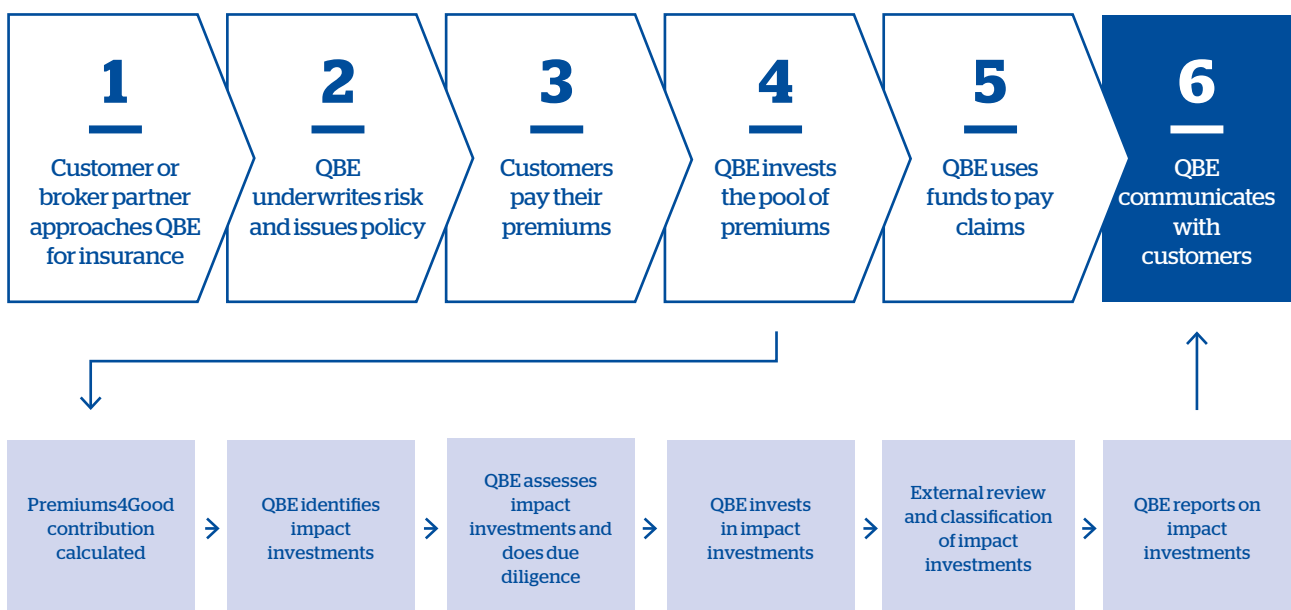 1
Customer or
broker partner
approaches QBE
for insurance
2
QBE
underwrites risk
and issues policy
3
Customers
pay their
premiums
4
QBE invests
the pool of
premiums
5
QBE uses
funds to pay
claims
6
QBE
communicates
with
customers
Premiums4Good
contribution
calculated
QBE identifies
impact
investments
QBE assesses
impact
investments and
does due
diligence
QBE invests
in impact
investments
External review
and classification
of impact
investments
QBE reports on
impact
investments